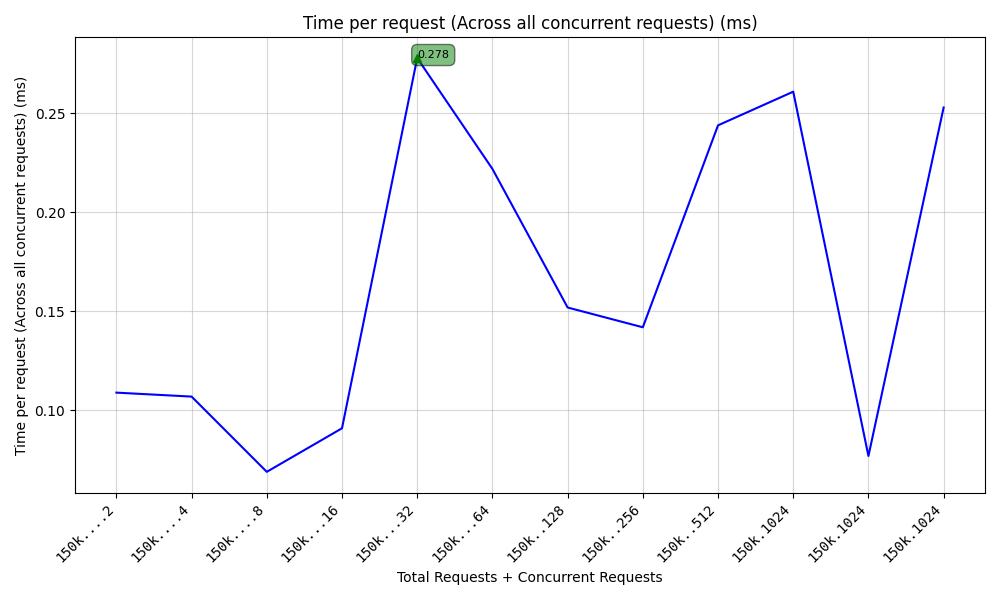 Time per request (Across all concurrent requests) (ms)
0.278
Time per request (Across all concurrent requests) (ms)
0.25
0.20
0.15
0.10
150k....2
150k....4
150k....8
150k...16
150k...32
150k...64
150k..128
150k..256
150k..512
150k.1024
150k.1024
150k.1024
Total Requests + Concurrent Requests